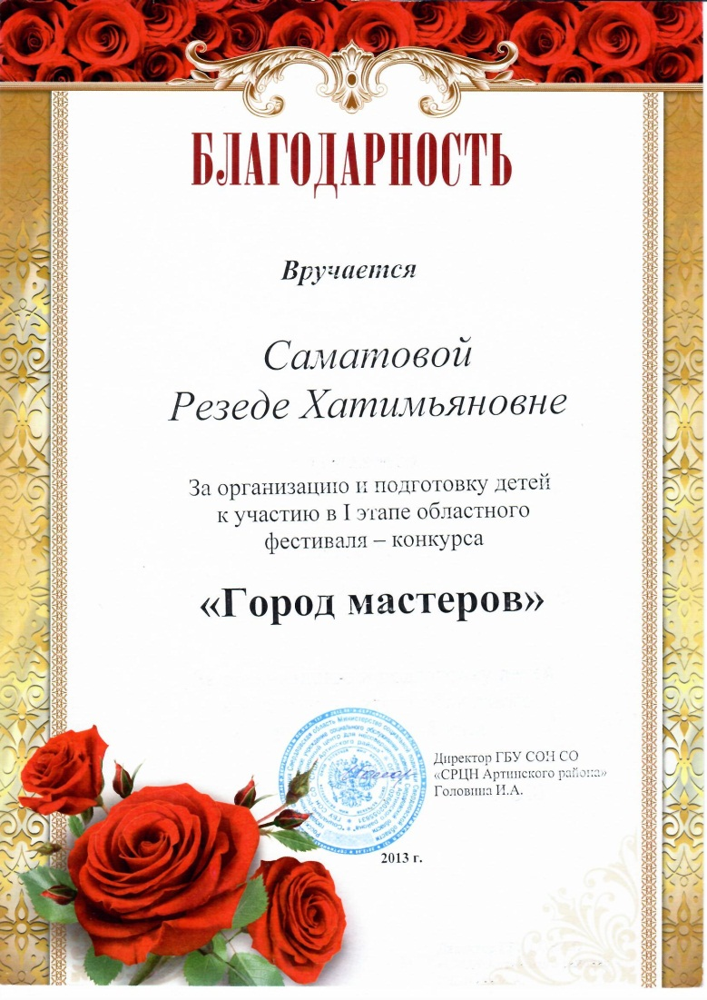 БЛАГОДАРНОСТЬ
Вручается
Саматовой
Резеде Хатимьяновне
За организацию и подготовку детей
к участию в I этапе областного
фестиваля – конкурса
«Город мастеров»
Директор ГБУ СОН СО
«СРЦН Артинского района»
Головина И.А.
2013 г.